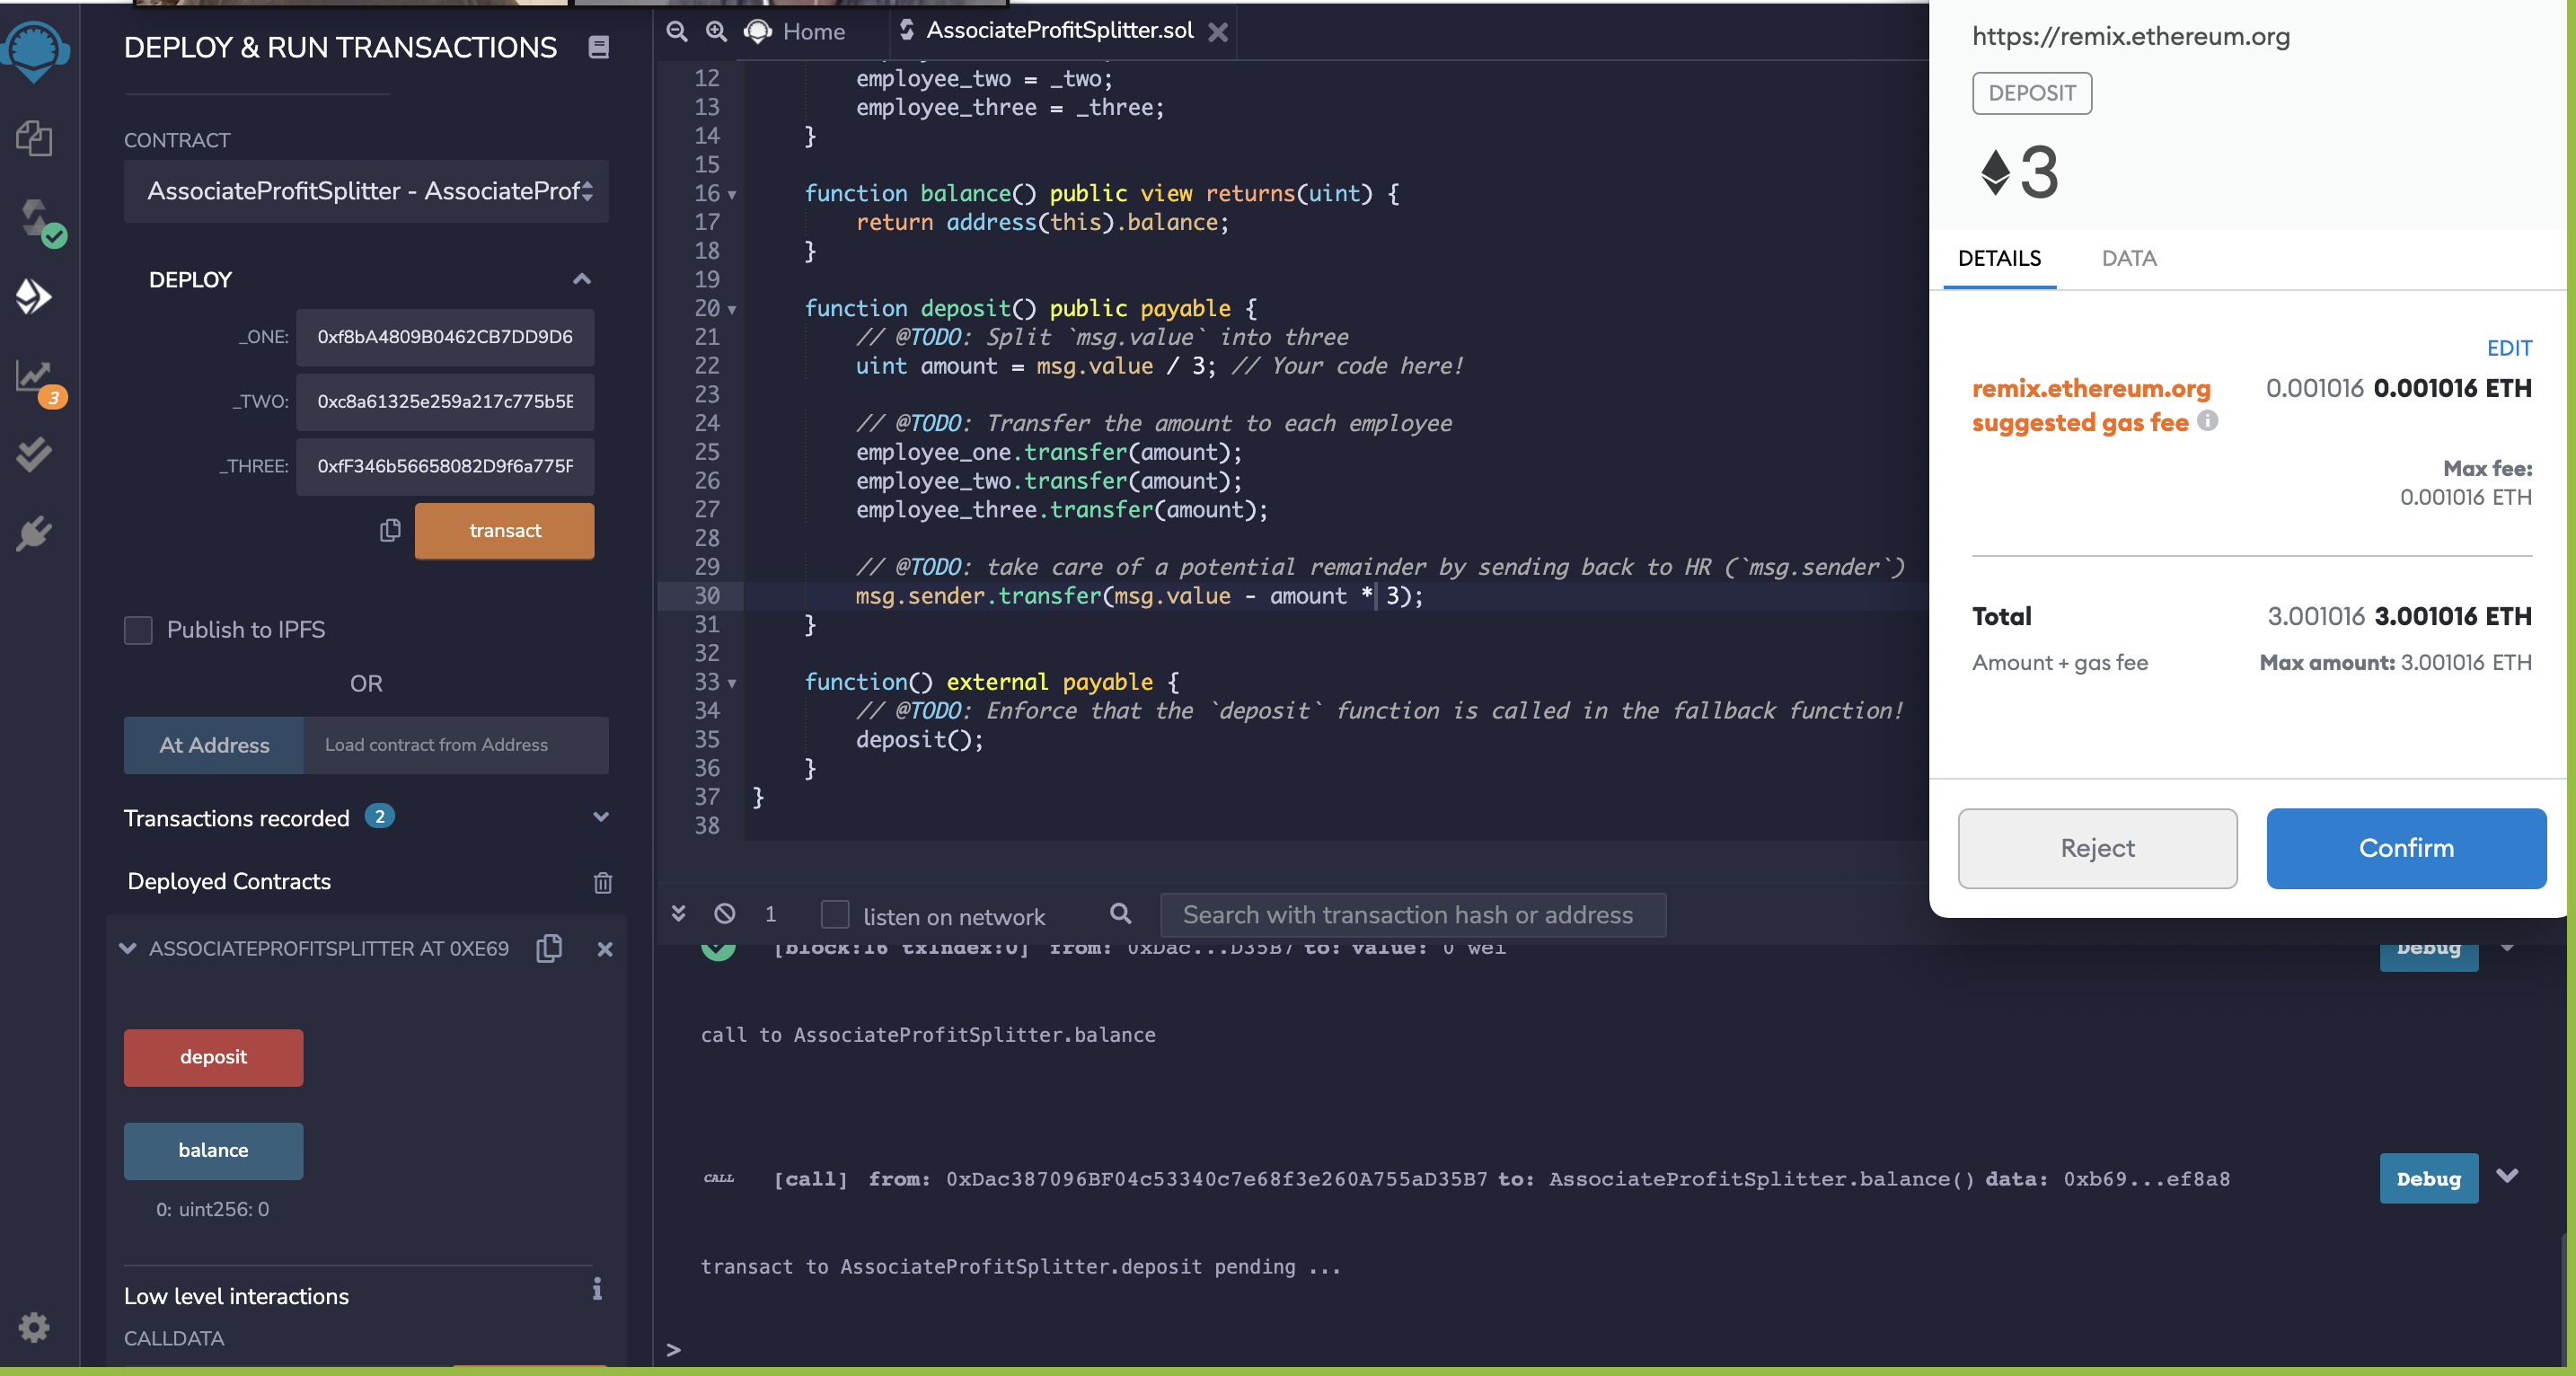 DEPLOY & RUN TRANSACTIONS
CONTRACT
AssociateProfitSplitter - AssociateProf
DEPLOY
_ONE: 0xf8bA4809B0462CB7DD9D6
_TWO: 0xc8a61325e259a217c775b5E
_THREE: 0xfF346b56658082D9f6a775F
transact
Publish to IPFS
OR
At Address Load contract from Address
Transactions recorded 2
Deployed Contracts
ASSOCIATEPROFITSPLITTER AT 0XE69
deposit
balance
0: uint256: 0
Low level interactions
CALLDATA
3
Home
AssociateProfitSplitter.sol
12 employee_two = _two;
13 employee_three = _three;
14 }
15
16 function balance() public view returns(uint) {
17 return address(this).balance;
18 }
19
20 function deposit() public payable {
21 // @TODO: Split `msg.value` into three
22 uint amount = msg.value / 3; // Your code here!
23
24 // @TODO: Transfer the amount to each employee
25 employee_one.transfer(amount);
26 employee_two.transfer(amount);
27 employee_three.transfer(amount);
28
29 // @TODO: take care of a potential remainder by sending back to HR (`msg.sender`)
30 msg.sender.transfer(msg.value - amount * 3);
31 }
32
33 function() external payable {
34 // @TODO: Enforce that the `deposit` function is called in the fallback function!
35 deposit();
36 }
37 }
38
1 listen on network Search with transaction hash or address
[block:16 txIndex:0] from: 0xDac...D35B7 to: value: 0 wei Debug
call to AssociateProfitSplitter.balance
CALL [call] from: 0xDac387096BF04c53340c7e68f3e260A755aD35B7 to: AssociateProfitSplitter.balance() data: 0xb69...ef8a8 Debug
transact to AssociateProfitSplitter.deposit pending ...
>
https://remix.ethereum.org
DEPOSIT
3
DETAILS DATA
EDIT
remix.ethereum.org 0.001016 0.001016 ETH
suggested gas fee
Max fee:
0.001016 ETH
Total 3.001016 3.001016 ETH
Amount + gas fee Max amount: 3.001016 ETH
Reject Confirm